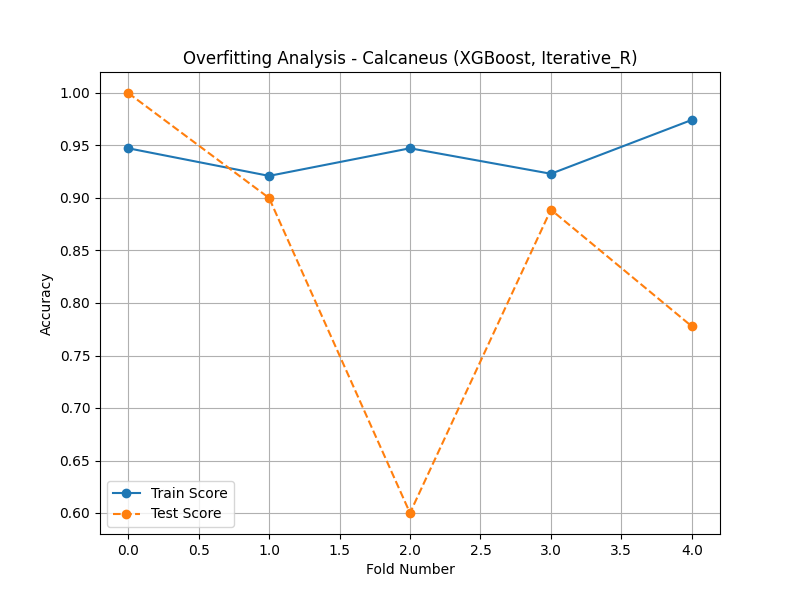 Overfitting Analysis - Calcaneus (XGBoost, Iterative_R)
1.00
0.95
0.90
0.85
0.80
0.75
0.70
0.65
0.60
Accuracy
Train Score
Test Score
0.0 0.5 1.0 1.5 2.0 2.5 3.0 3.5 4.0
Fold Number